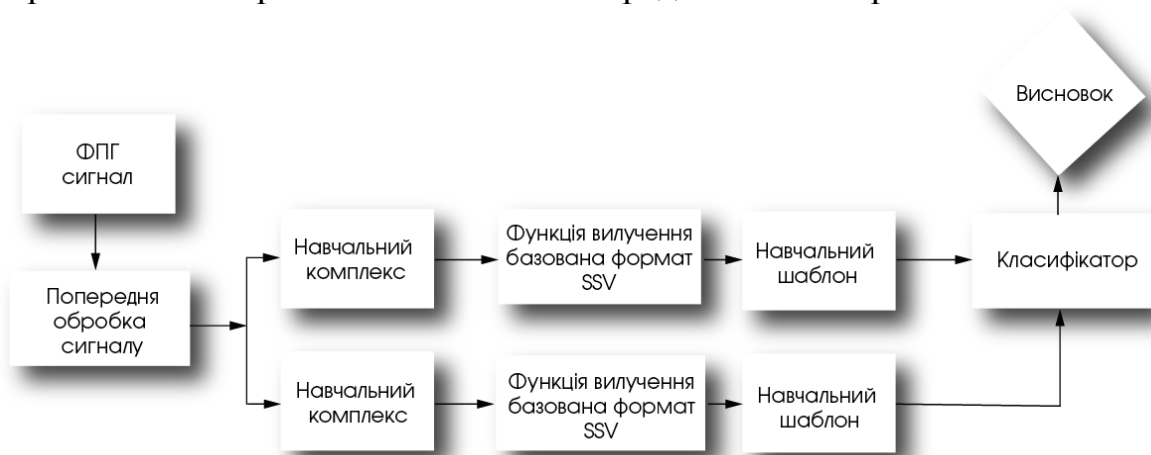 Висновок
ФПГ
сигнал
Попередня
обробка
сигналу
Навчальний
комплекс
Функція вилучення
базована формат
SSV
Навчальний
шаблон
Класифікатор
Навчальний
комплекс
Функція вилучення
базована формат
SSV
Навчальний
шаблон